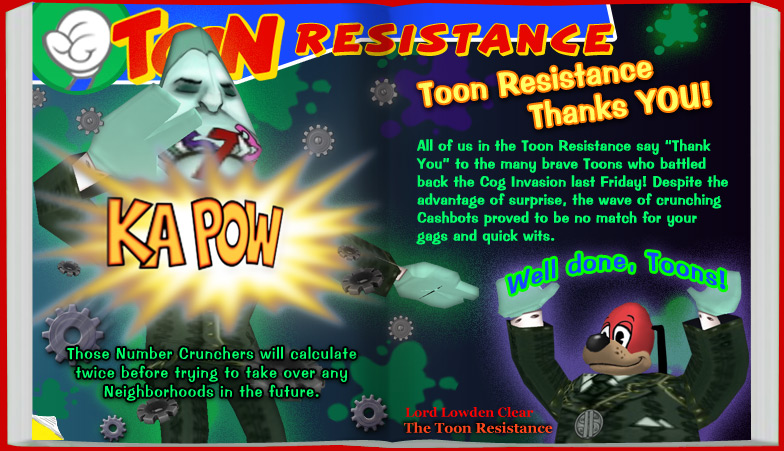 TOON RESISTANCE
KAPOW
Those Number Crunchers will calculate
twice before trying to take over any
Neighborhoods in the future.
Toon Resistance
Thanks YOU!
All of us in the Toon Resistance say "Thank
You" to the many brave Toons who battled
back the Cog Invasion last Friday! Despite the
advantage of surprise, the wave of crunching
Cashbots proved to be no match for your
gags and quick wits.
Well done, Toons!
Lord Lowden Clear
The Toon Resistance
7